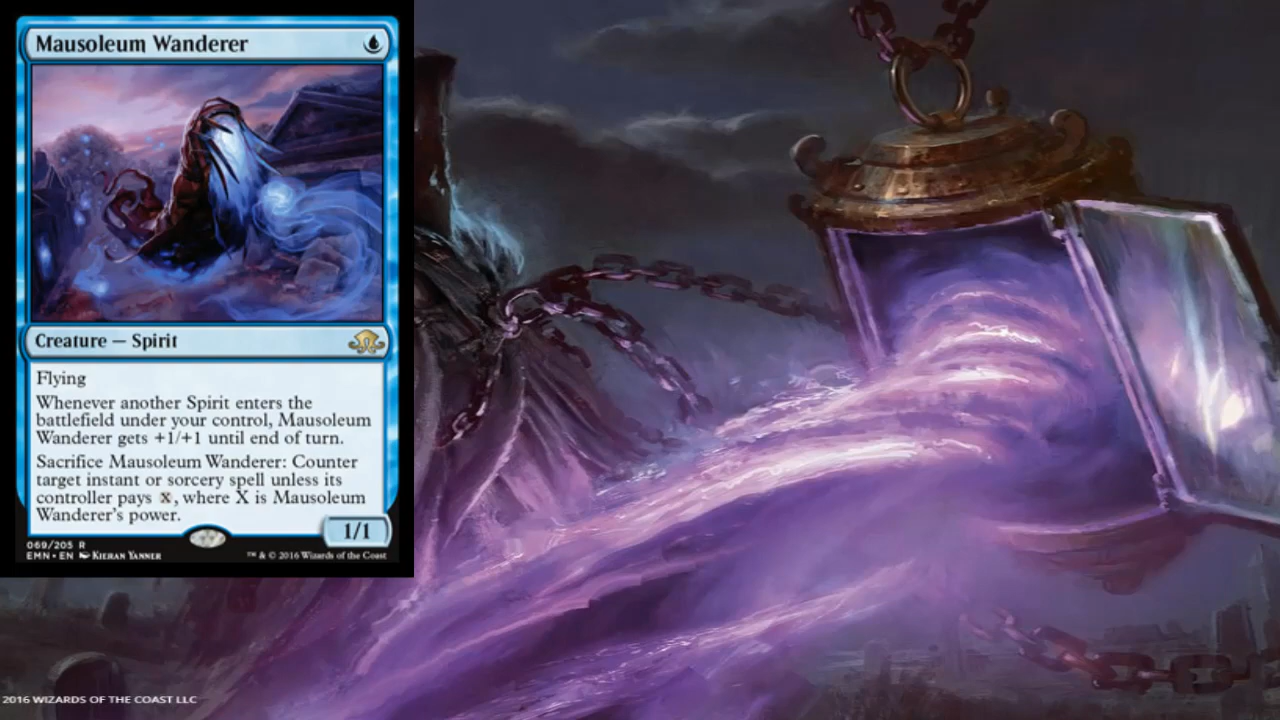 Mausoleum Wanderer
Creature — Spirit
Flying
Whenever another Spirit enters the
battlefield under your control, Mausoleum
Wanderer gets +1/+1 until end of turn.
Sacrifice Mausoleum Wanderer: Counter
target instant or sorcery spell unless its
controller pays X, where X is Mausoleum
Wanderer's power.
1/1
069/205 R
EMN • EN Kieran Yanner
™ & © 2016 Wizards of the Coast
2016 WIZARDS OF THE COAST LLC